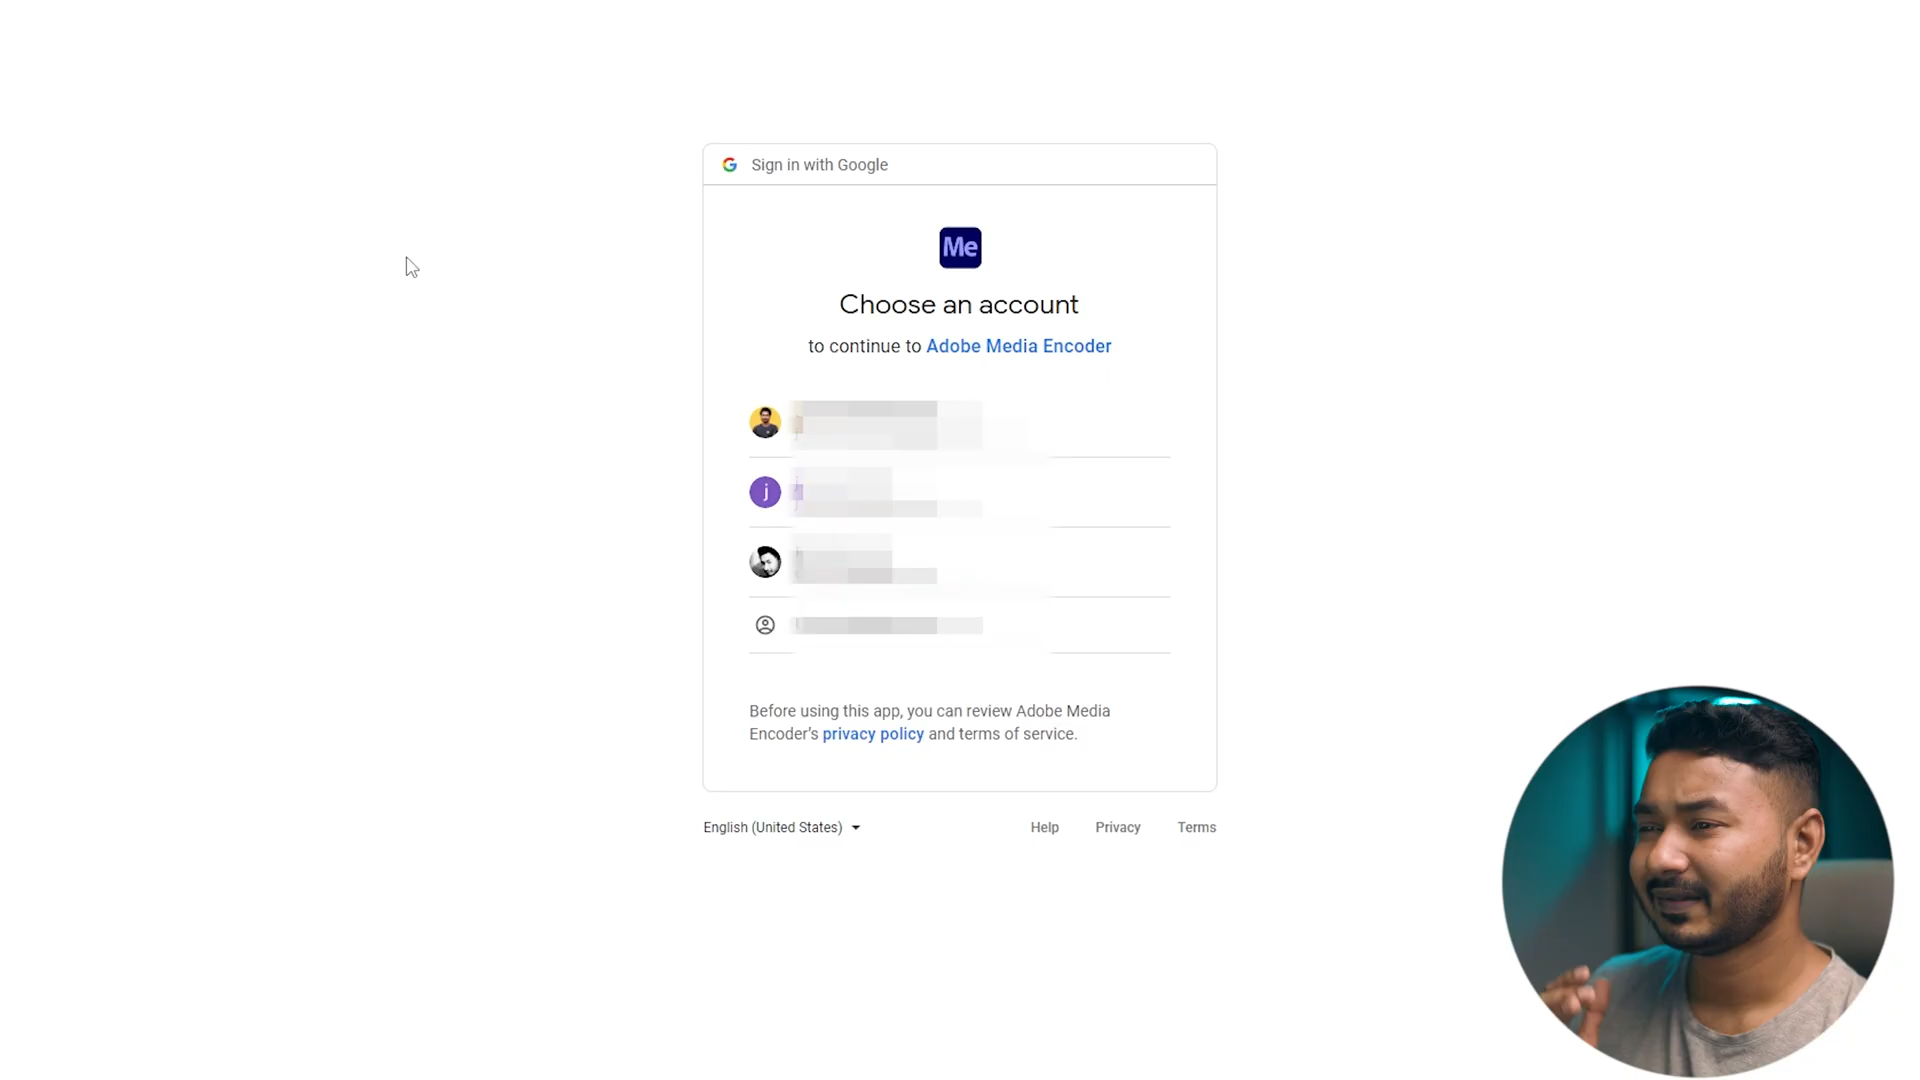 Sign in with Google
Me
Choose an account
to continue to Adobe Media Encoder
j
Before using this app, you can review Adobe Media
Encoder's privacy policy and terms of service.
English (United States)
Help Privacy Terms